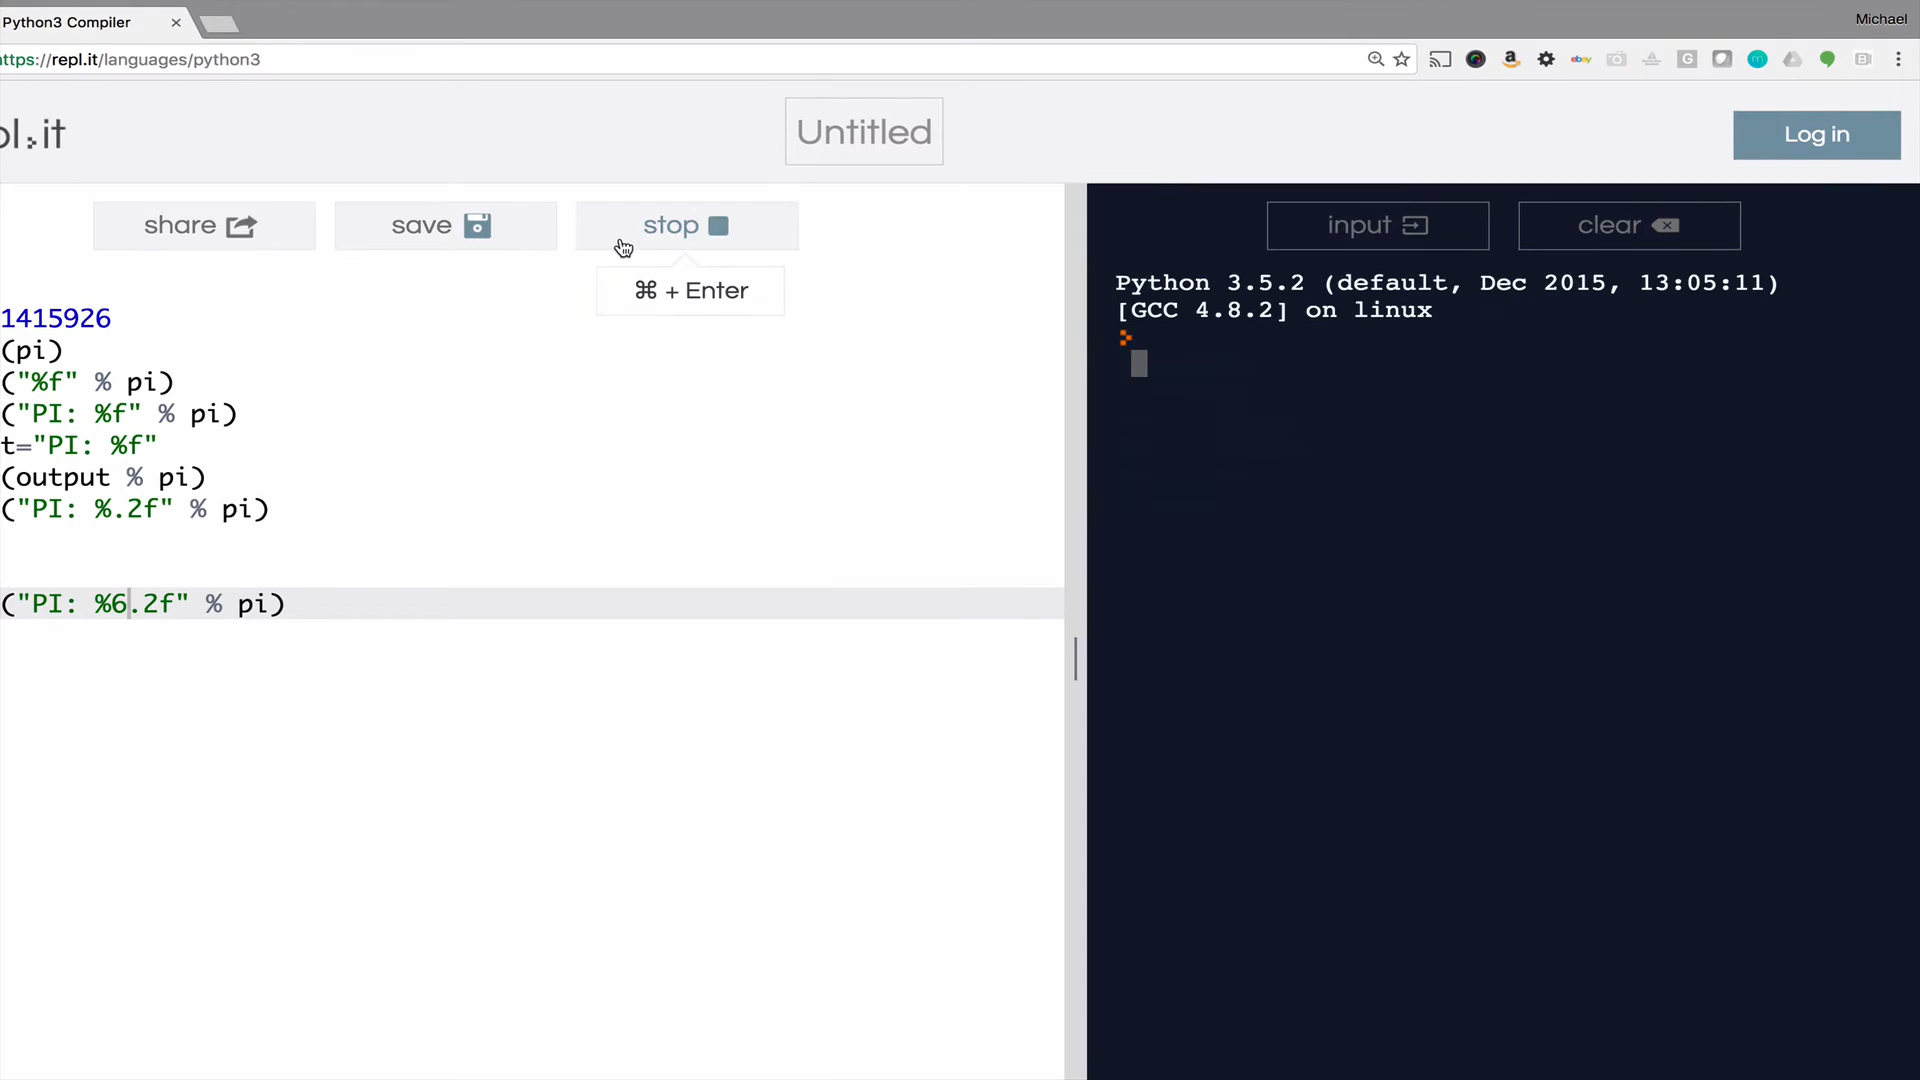 Python3 Compiler ×
Michael
ttps://repl.it/languages/python3
ol.it
Untitled
Log in
share
save
stop
⌘ + Enter
input
clear
1415926
(pi)
("%f" % pi)
("PI: %f" % pi)
t="PI: %f"
(output % pi)
("PI: %.2f" % pi)
("PI: %6.2f" % pi)
Python 3.5.2 (default, Dec 2015, 13:05:11)
[GCC 4.8.2] on linux